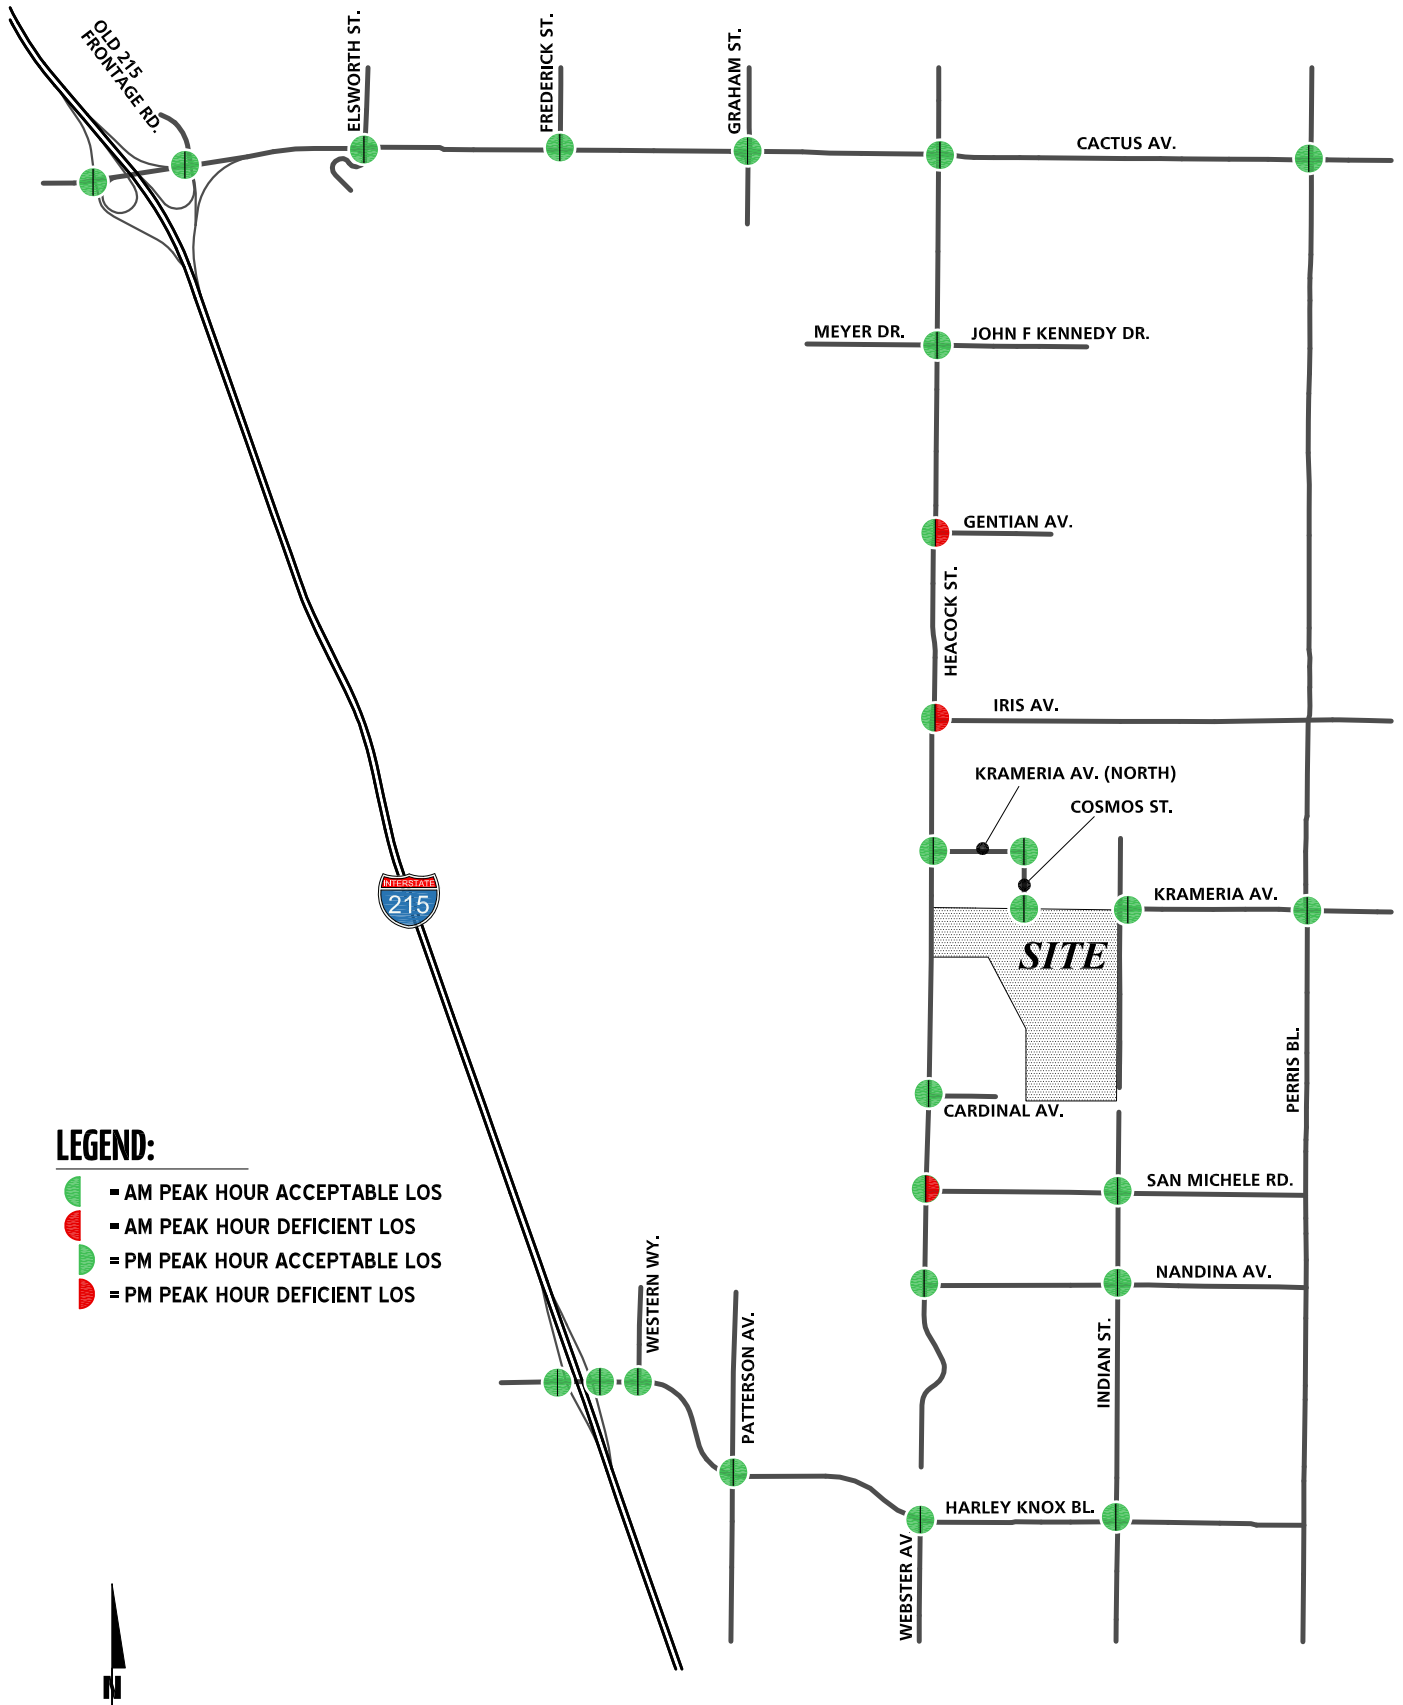 OLD 215
FRONTAGE RD.
ELSWORTH ST.
FREDERICK ST.
GRAHAM ST.
CACTUS AV.
MEYER DR.
JOHN F KENNEDY DR.
GENTIAN AV.
HEACOCK ST.
IRIS AV.
KRAMERIA AV. (NORTH)
COSMOS ST.
INTERSTATE
215
KRAMERIA AV.
SITE
PERRIS BL.
CARDINAL AV.
LEGEND:
= AM PEAK HOUR ACCEPTABLE LOS
= AM PEAK HOUR DEFICIENT LOS
= PM PEAK HOUR ACCEPTABLE LOS
= PM PEAK HOUR DEFICIENT LOS
SAN MICHELE RD.
NANDINA AV.
WESTERN WY.
PATTERSON AV.
INDIAN ST.
HARLEY KNOX BL.
WEBSTER AV.
N